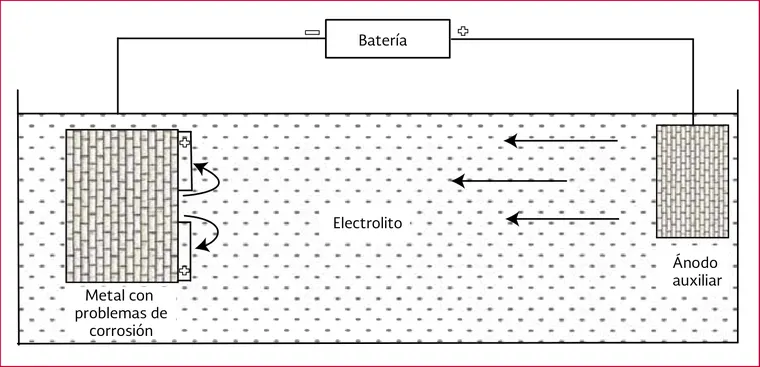 Batería
Electrolito
Ánodo
auxiliar
Metal con
problemas de
corrosión